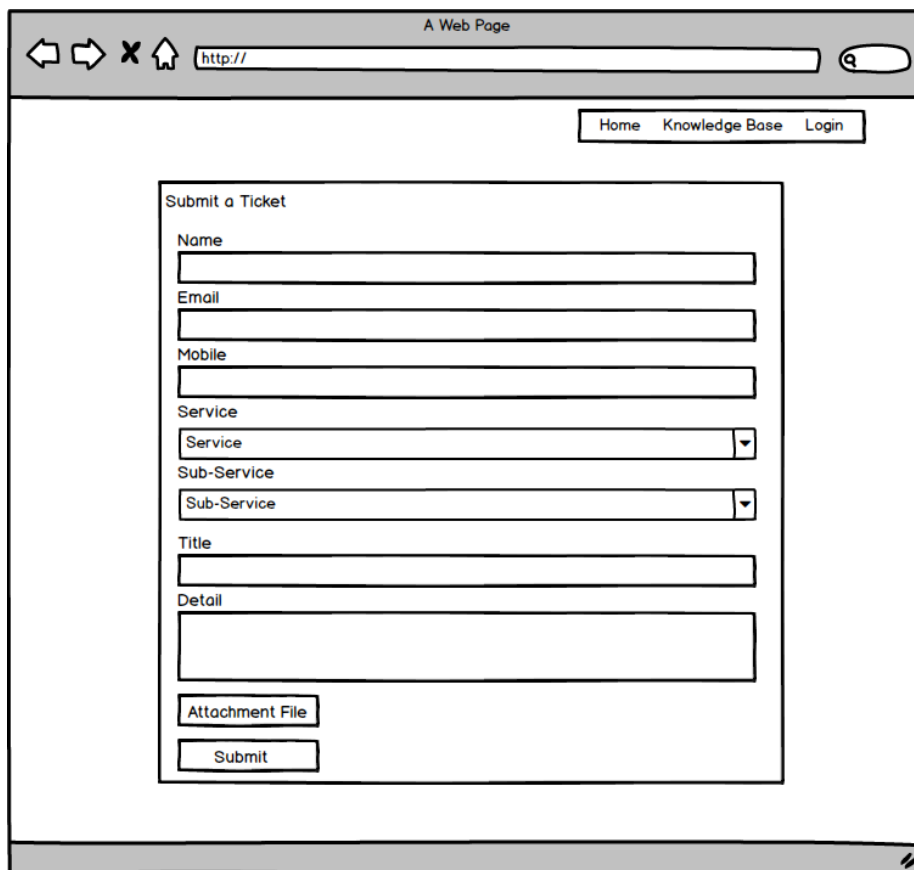 A Web Page
http://
Home Knowledge Base Login
Submit a Ticket
Name
Email
Mobile
Service
Service
Sub-Service
Sub-Service
Title
Detail
Attachment File
Submit